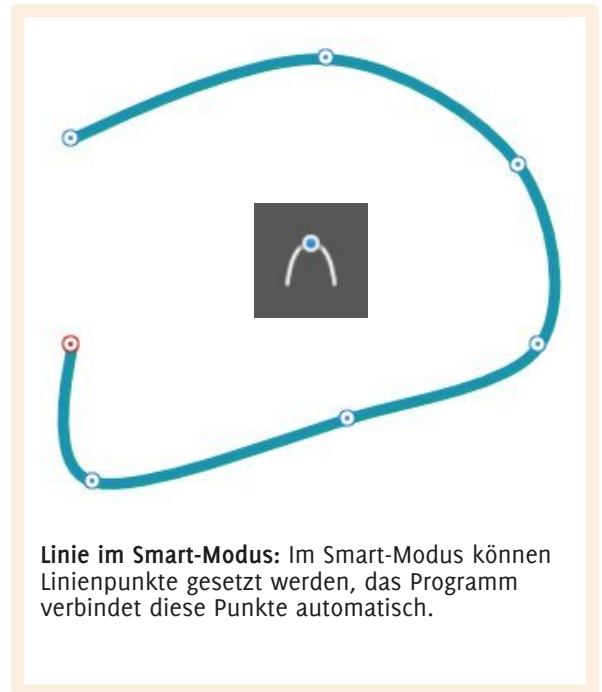 Linie im Smart-Modus: Im Smart-Modus können
Linienpunkte gesetzt werden, das Programm
verbindet diese Punkte automatisch.